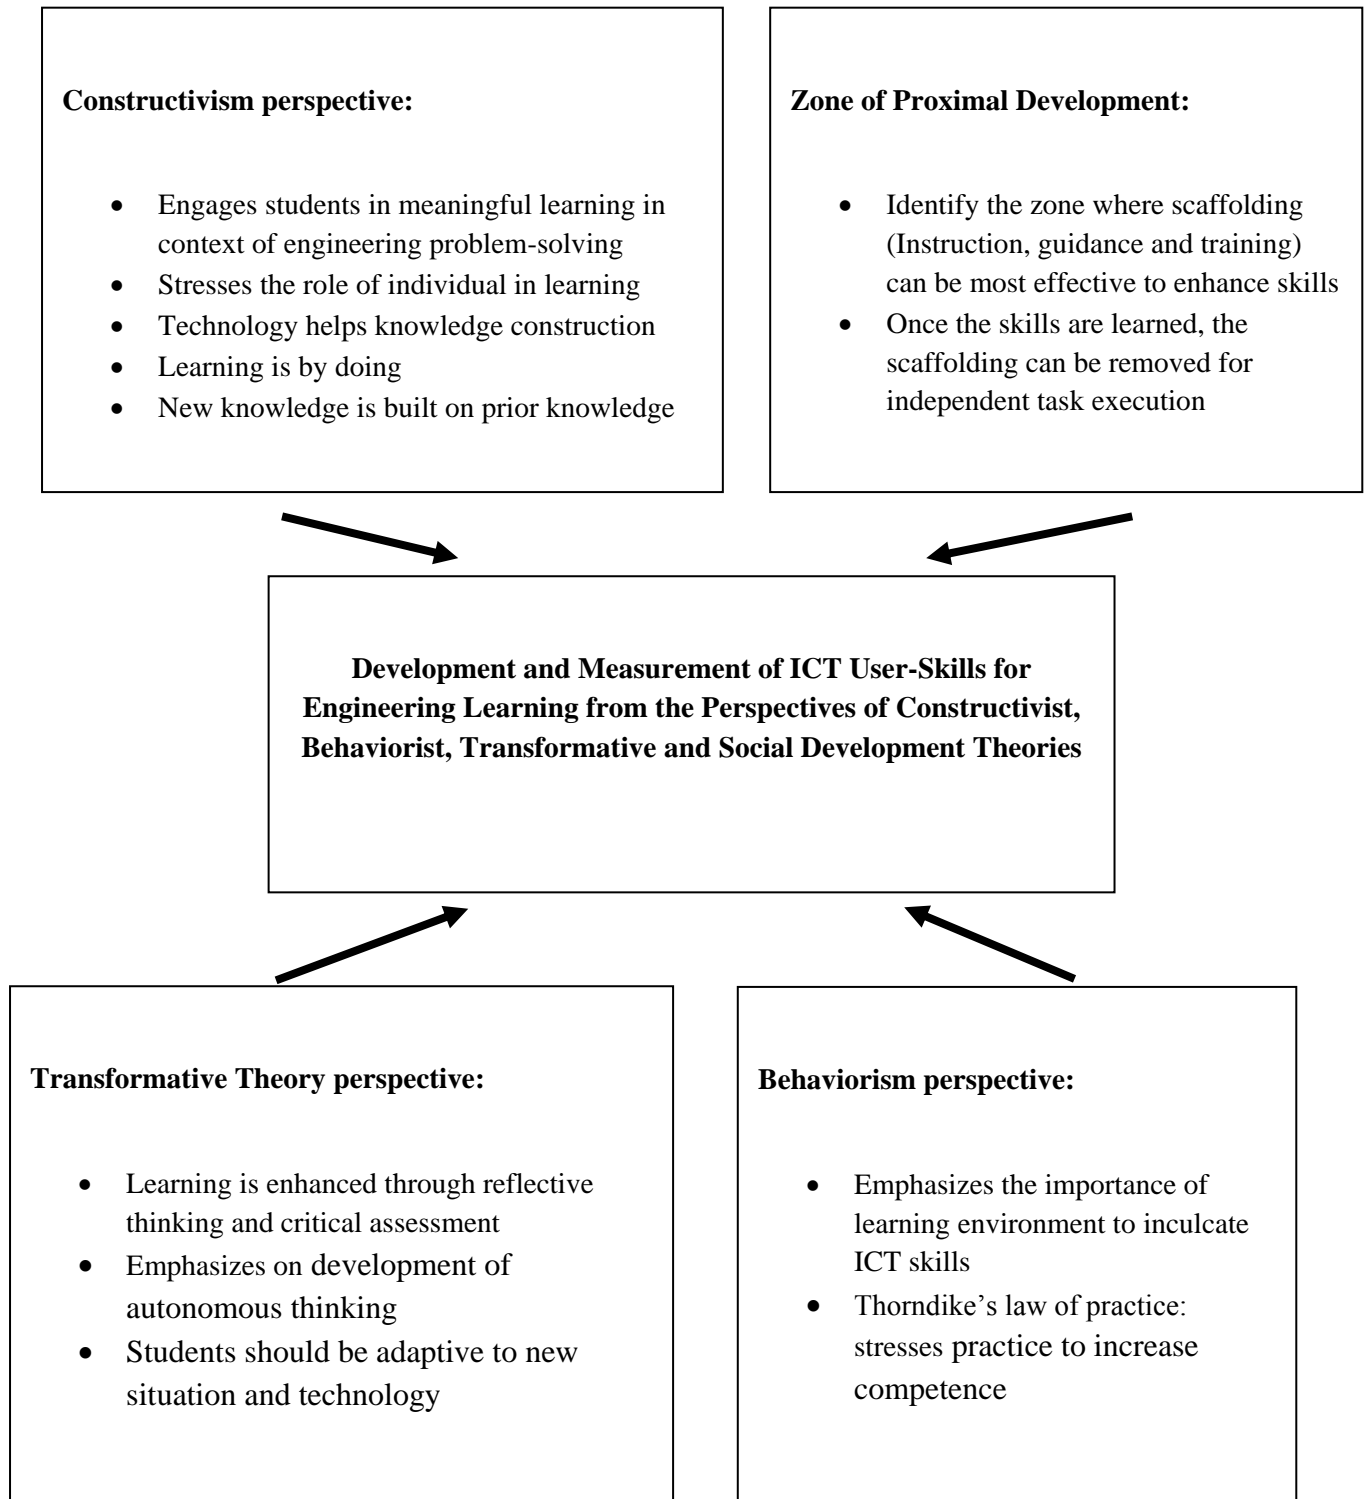 Constructivism perspective:
• Engages students in meaningful learning in
context of engineering problem-solving
• Stresses the role of individual in learning
• Technology helps knowledge construction
• Learning is by doing
• New knowledge is built on prior knowledge
Zone of Proximal Development:
• Identify the zone where scaffolding
(Instruction, guidance and training)
can be most effective to enhance skills
• Once the skills are learned, the
scaffolding can be removed for
independent task execution
Development and Measurement of ICT User-Skills for
Engineering Learning from the Perspectives of Constructivist,
Behaviorist, Transformative and Social Development Theories
Transformative Theory perspective:
• Learning is enhanced through reflective
thinking and critical assessment
• Emphasizes on development of
autonomous thinking
• Students should be adaptive to new
situation and technology
Behaviorism perspective:
• Emphasizes the importance of
learning environment to inculcate
ICT skills
• Thorndike’s law of practice:
stresses practice to increase
competence